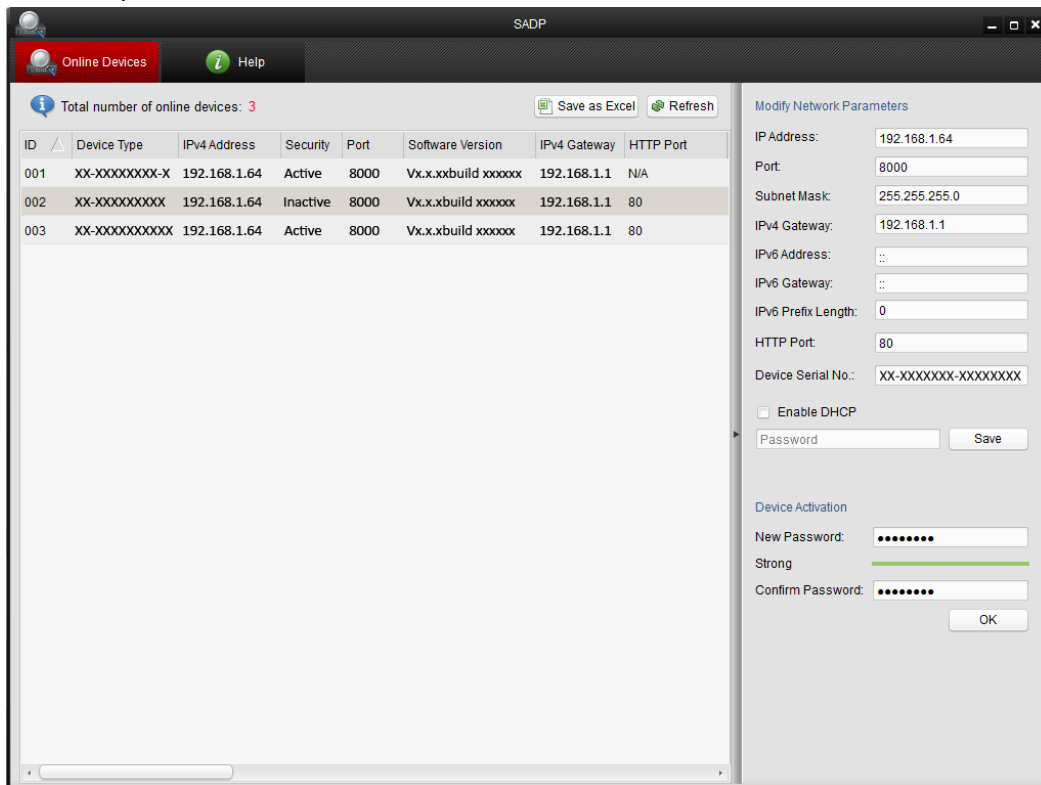 SADP
Online Devices Help
Total number of online devices: 3 Save as Excel Refresh
ID Device Type IPv4 Address Security Port Software Version IPv4 Gateway HTTP Port
001 XX-XXXXXXXX-X 192.168.1.64 Active 8000 Vx.x.xxbuild xxxxxx 192.168.1.1 N/A
002 XX-XXXXXXXXX 192.168.1.64 Inactive 8000 Vx.x.xbuild xxxxxx 192.168.1.1 80
003 XX-XXXXXXXXXX 192.168.1.64 Active 8000 Vx.x.xbuild xxxxxx 192.168.1.1 80
Modify Network Parameters
IP Address: 192.168.1.64
Port: 8000
Subnet Mask: 255.255.255.0
IPv4 Gateway: 192.168.1.1
IPv6 Address: ::
IPv6 Gateway: ::
IPv6 Prefix Length: 0
HTTP Port: 80
Device Serial No.: XX-XXXXXXX-XXXXXXXX
Enable DHCP
Password Save
Device Activation
New Password: ••••••••
Strong
Confirm Password: ••••••••
OK